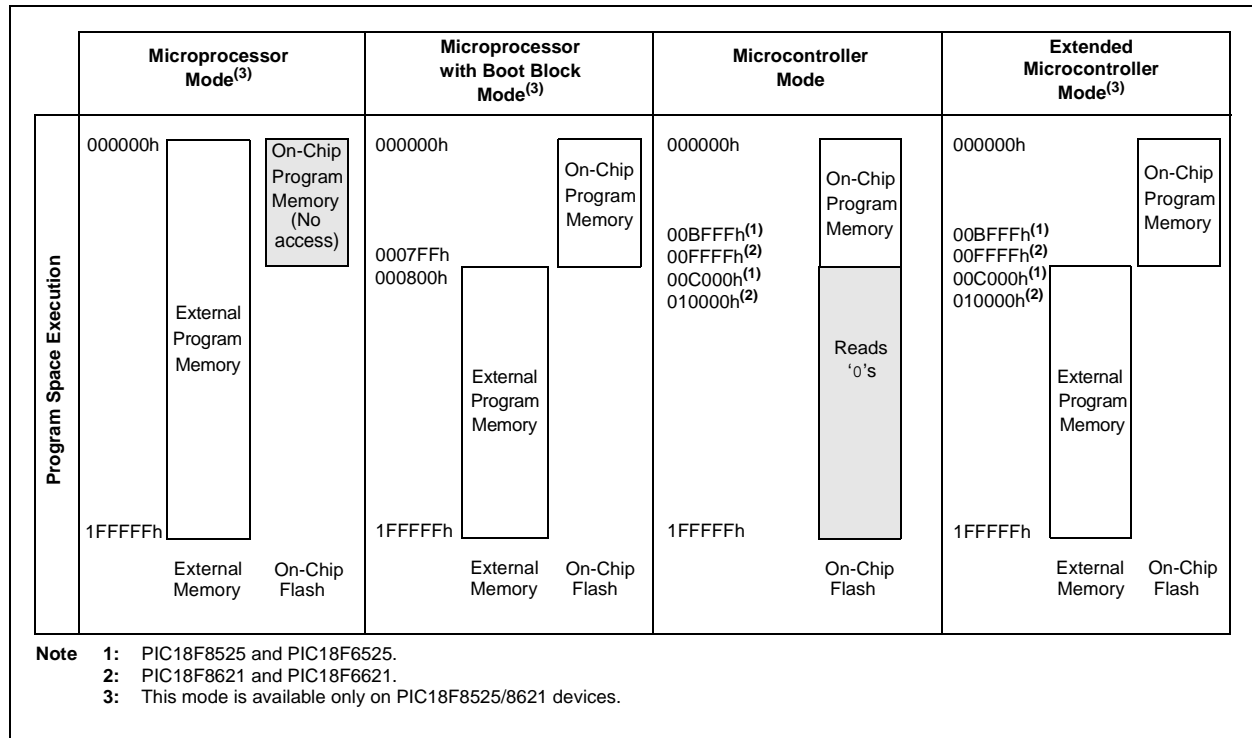 Microprocessor
Mode(3)
Microprocessor
with Boot Block
Mode(3)
Microcontroller
Mode
Extended
Microcontroller
Mode(3)
Program Space Execution
000000h
External
Program
Memory
1FFFFFh
On-Chip
Program
Memory
(No
access)
External
Memory
On-Chip
Flash
000000h
0007FFh
000800h
1FFFFFh
On-Chip
Program
Memory
External
Program
Memory
External
Memory
On-Chip
Flash
000000h
00BFFFh(1)
00FFFFh(2)
00C000h(1)
010000h(2)
1FFFFFh
On-Chip
Program
Memory
Reads
‘0’s
On-Chip
Flash
000000h
00BFFFh(1)
00FFFFh(2)
00C000h(1)
010000h(2)
1FFFFFh
On-Chip
Program
Memory
External
Program
Memory
External
Memory
On-Chip
Flash
Note 1: PIC18F8525 and PIC18F6525.
2: PIC18F8621 and PIC18F6621.
3: This mode is available only on PIC18F8525/8621 devices.